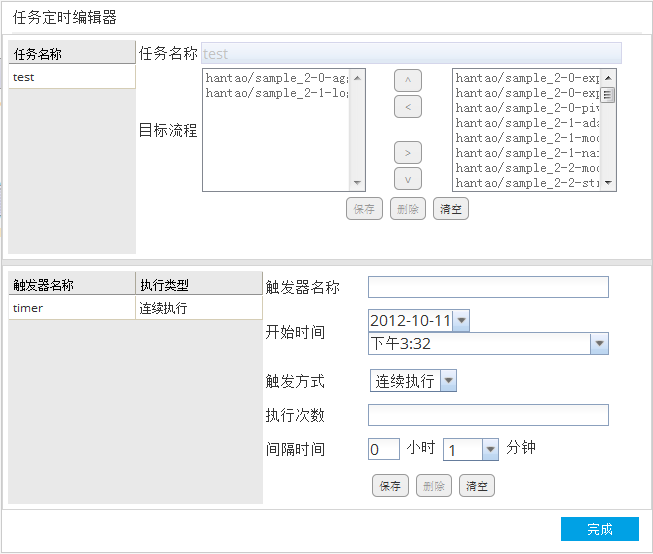 任务定时编辑器
任务名称
test
任务名称 test
目标流程
hantao/sample_2-0-agg
hantao/sample_2-1-log
^
<
>
v
hantao/sample_2-0-exp
hantao/sample_2-0-exp
hantao/sample_2-0-piv
hantao/sample_2-1-ada
hantao/sample_2-1-moo
hantao/sample_2-1-nai
hantao/sample_2-2-moo
hantao/sample_2-2-str
保存 删除 清空
触发器名称 执行类型
timer 连续执行
触发器名称
开始时间 2012-10-11
下午3:32
触发方式 连续执行
执行次数
间隔时间 0 小时 1 分钟
保存 删除 清空
完成